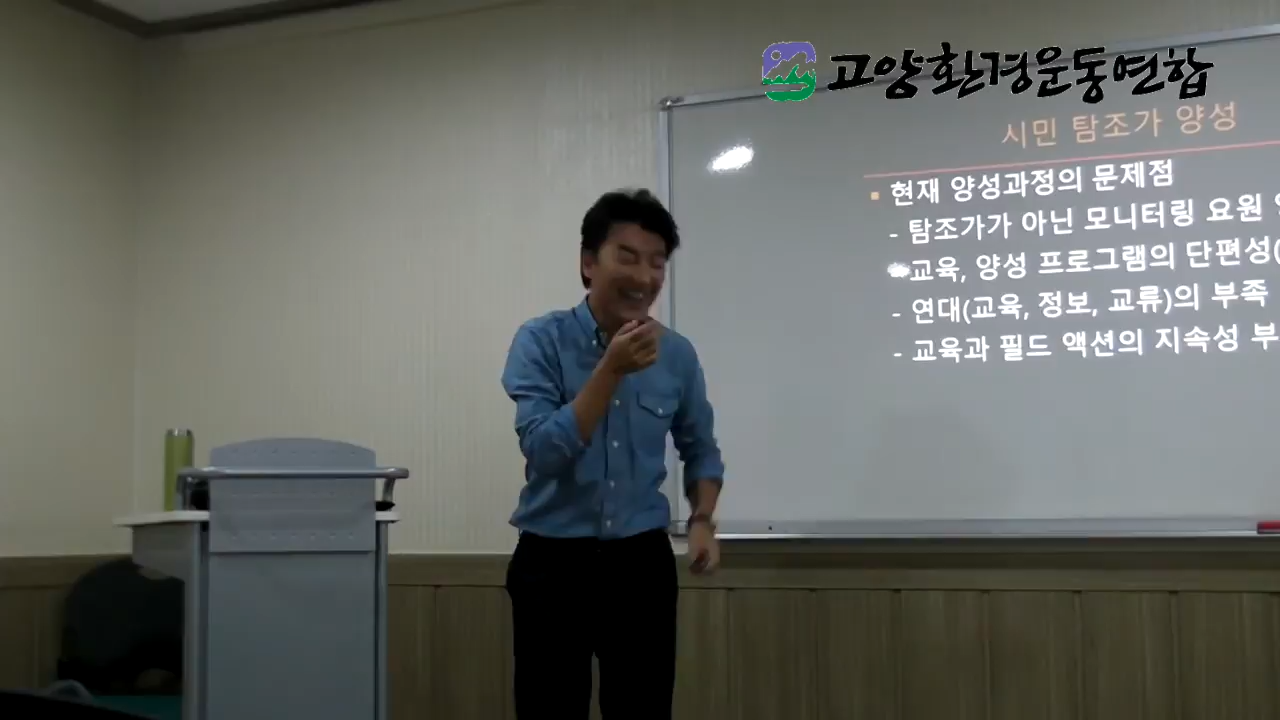 고양환경운동연합
시민 탐조가 양성
▪ 현재 양성과정의 문제점
- 탐조가가 아닌 모니터링 요원
- 교육, 양성 프로그램의 단편성(
- 연대(교육, 정보, 교류)의 부족
- 교육과 필드 액션의 지속성